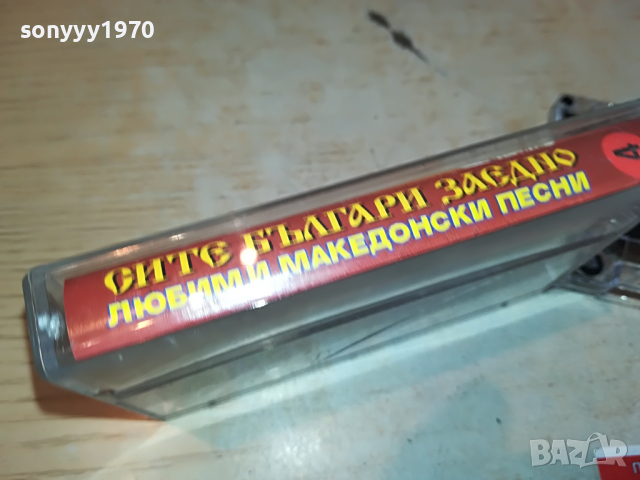 sonyyy1970
СИТЕ БЪЛГАРИ ЗАЕДНО
ЛЮБИМИ МАКЕДОНСКИ ПЕСНИ
4
BAZAR